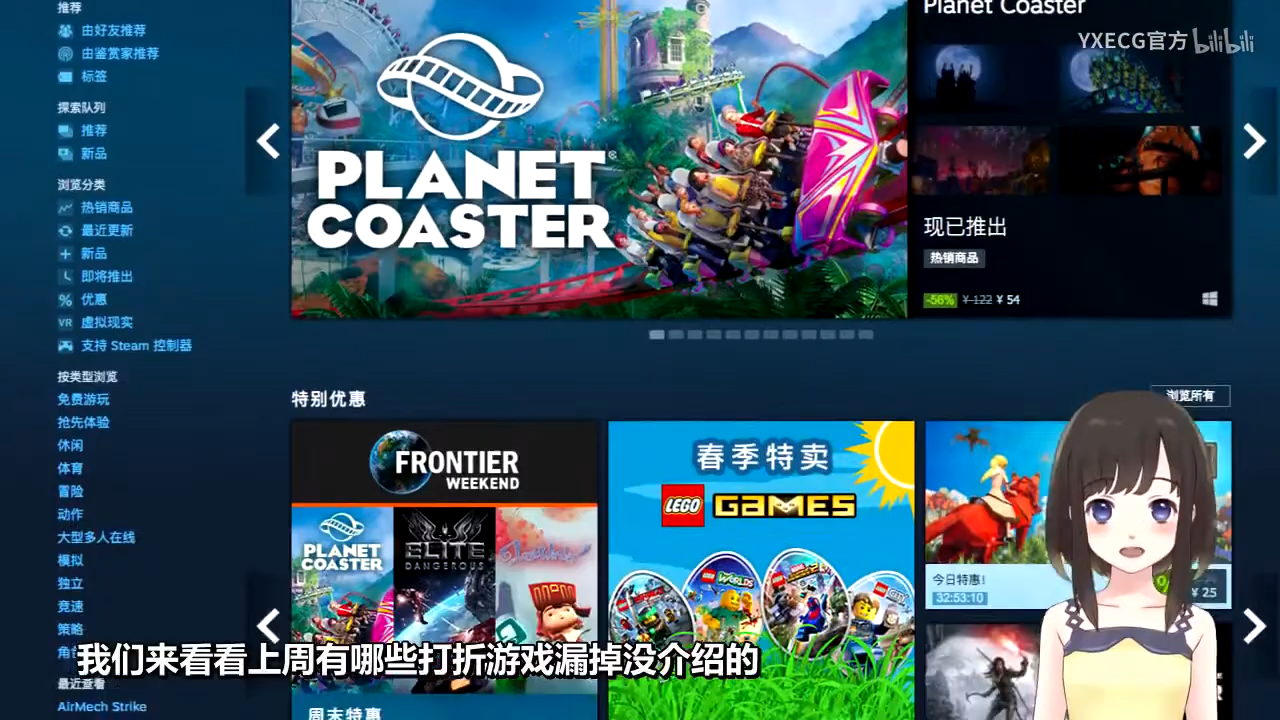 推荐
由好友推荐
由鉴赏家推荐
标签
探索队列
推荐
新品
浏览分类
热销商品
最近更新
新品
即将推出
优惠
VR 虚拟现实
支持 Steam 控制器
按类型浏览
免费游玩
抢先体验
休闲
体育
冒险
动作
大型多人在线
模拟
独立
竞速
策略
最近查看
AirMech Strike
PLANET
COASTER
Planet Coaster
YXECG官方 bilibili
现已推出
热销商品
-56% ¥ 122 ¥ 54
特别优惠
浏览所有
FRONTIER
WEEKEND
PLANET
COASTER
ELITE
DANGEROUS
周末特惠
春季特卖
LEGO GAMES
WORLDS
CITY
今日特惠!
32:53:10
¥ 25
我们来看看上周有哪些打折游戏漏掉没介绍的